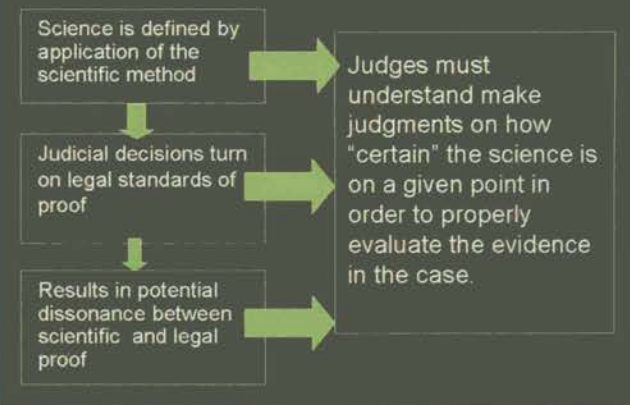 Science is defined by
application of the
scientific method
Judicial decisions turn
on legal standards of
proof
Results in potential
dissonance between
scientific and legal
proof
Judges must
understand make
judgments on how
"certain" the science is
on a given point in
order to properly
evaluate the evidence
in the case.